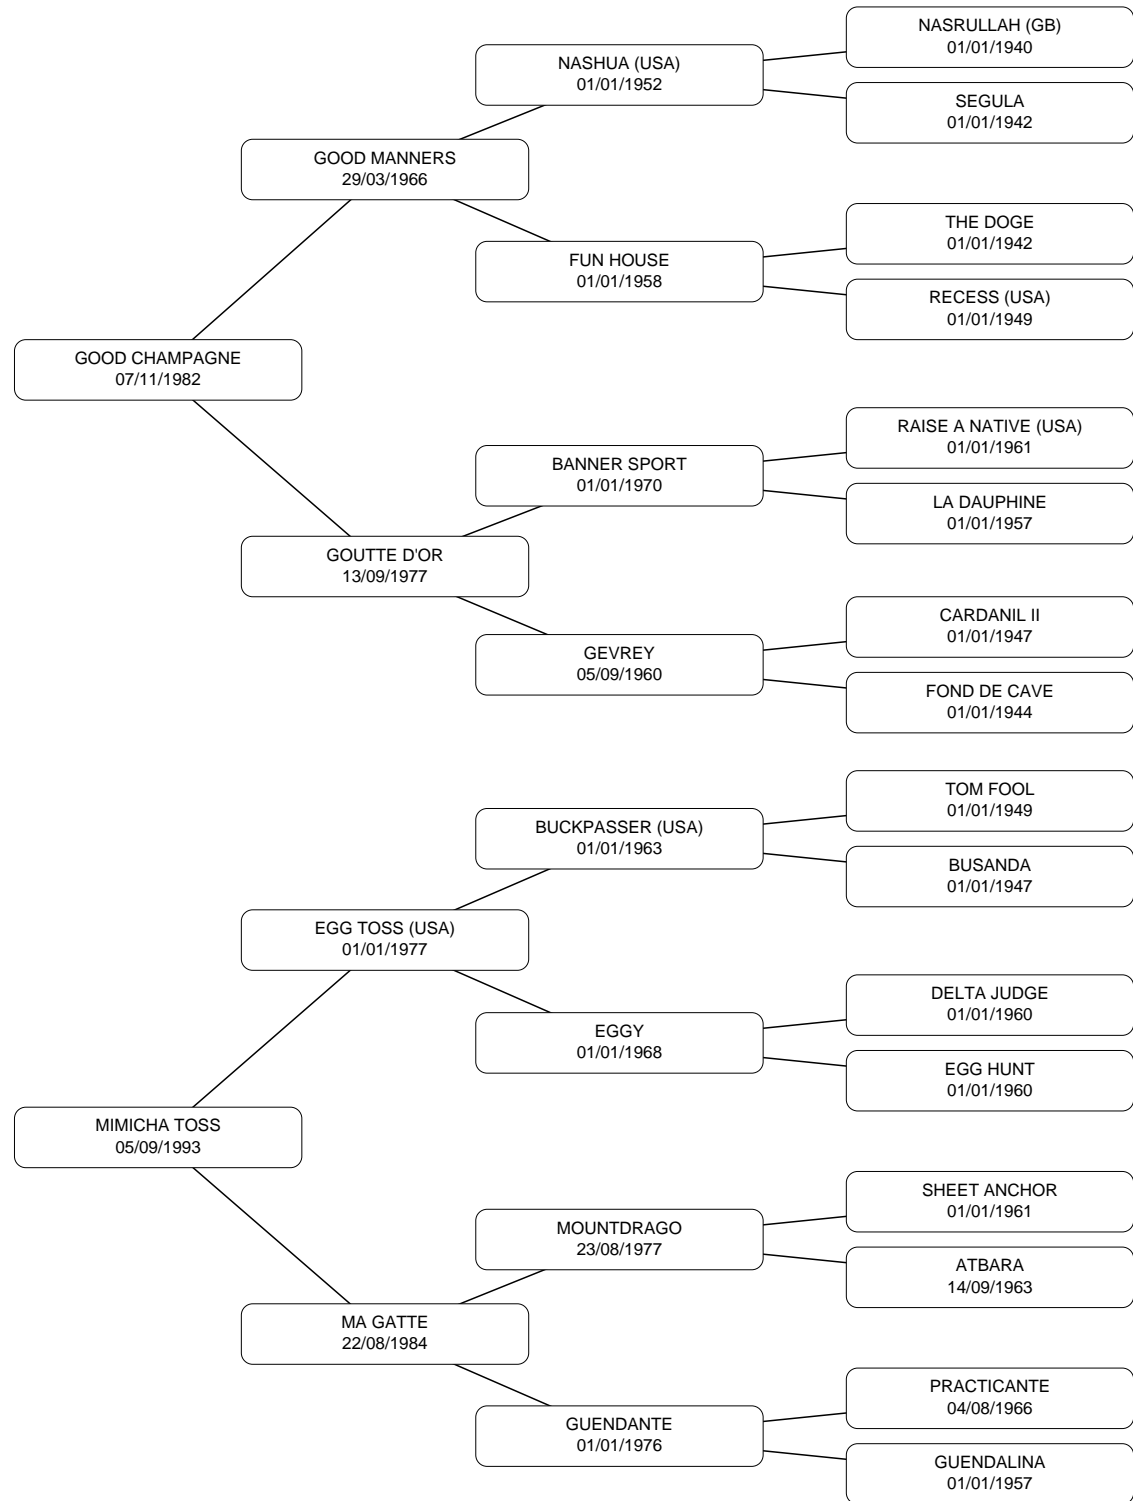 NASRULLAH (GB)
01/01/1940
NASHUA (USA)
01/01/1952
SEGULA
01/01/1942
GOOD MANNERS
29/03/1966
THE DOGE
01/01/1942
FUN HOUSE
01/01/1958
RECESS (USA)
01/01/1949
GOOD CHAMPAGNE
07/11/1982
RAISE A NATIVE (USA)
01/01/1961
BANNER SPORT
01/01/1970
LA DAUPHINE
01/01/1957
GOUTTE D'OR
13/09/1977
CARDANIL II
01/01/1947
GEVREY
05/09/1960
FOND DE CAVE
01/01/1944
TOM FOOL
01/01/1949
BUCKPASSER (USA)
01/01/1963
BUSANDA
01/01/1947
EGG TOSS (USA)
01/01/1977
DELTA JUDGE
01/01/1960
EGGY
01/01/1968
EGG HUNT
01/01/1960
MIMICHA TOSS
05/09/1993
SHEET ANCHOR
01/01/1961
MOUNTDRAGO
23/08/1977
ATBARA
14/09/1963
MA GATTE
22/08/1984
PRACTICANTE
04/08/1966
GUENDANTE
01/01/1976
GUENDALINA
01/01/1957